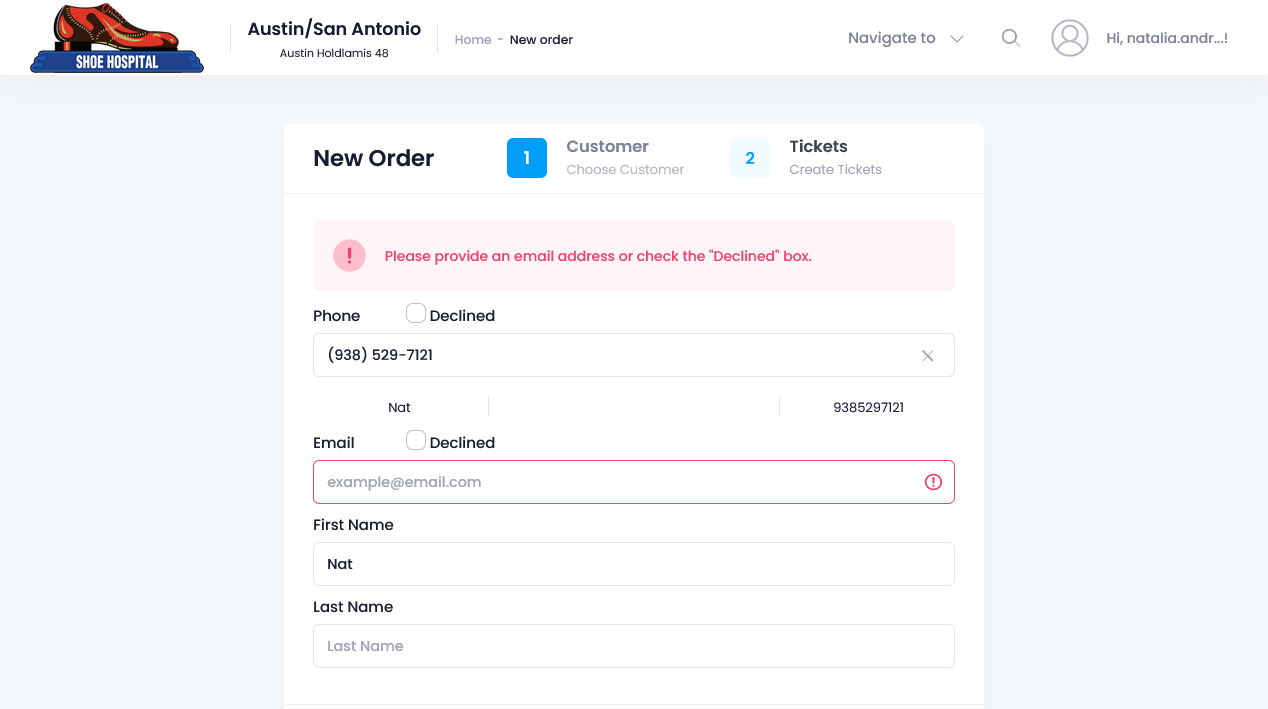 SHOE HOSPITAL
Austin/San Antonio
Austin Holdlamis 48
Home - New order
Navigate to
Hi, natalia.andr...!
New Order
1
Customer
Choose Customer
2
Tickets
Create Tickets
! Please provide an email address or check the "Declined" box.
Phone Declined
(938) 529-7121
Nat 9385297121
Email Declined
example@email.com
First Name
Nat
Last Name
Last Name